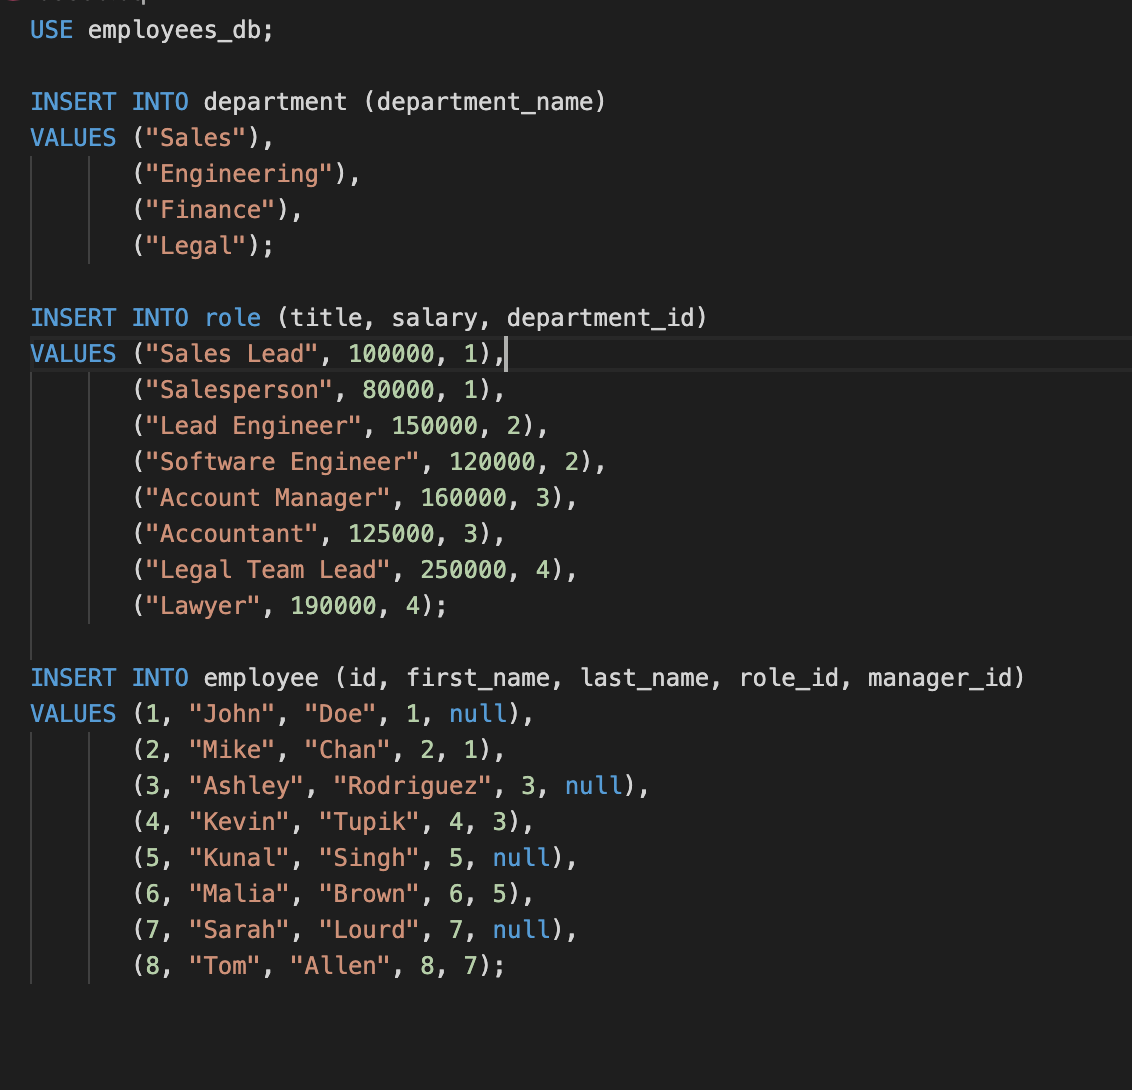 USE employees_db;
INSERT INTO department (department_name)
VALUES ("Sales"),
("Engineering"),
("Finance"),
("Legal");
INSERT INTO role (title, salary, department_id)
VALUES ("Sales Lead", 100000, 1),
("Salesperson", 80000, 1),
("Lead Engineer", 150000, 2),
("Software Engineer", 120000, 2),
("Account Manager", 160000, 3),
("Accountant", 125000, 3),
("Legal Team Lead", 250000, 4),
("Lawyer", 190000, 4);
INSERT INTO employee (id, first_name, last_name, role_id, manager_id)
VALUES (1, "John", "Doe", 1, null),
(2, "Mike", "Chan", 2, 1),
(3, "Ashley", "Rodriguez", 3, null),
(4, "Kevin", "Tupik", 4, 3),
(5, "Kunal", "Singh", 5, null),
(6, "Malia", "Brown", 6, 5),
(7, "Sarah", "Lourd", 7, null),
(8, "Tom", "Allen", 8, 7);